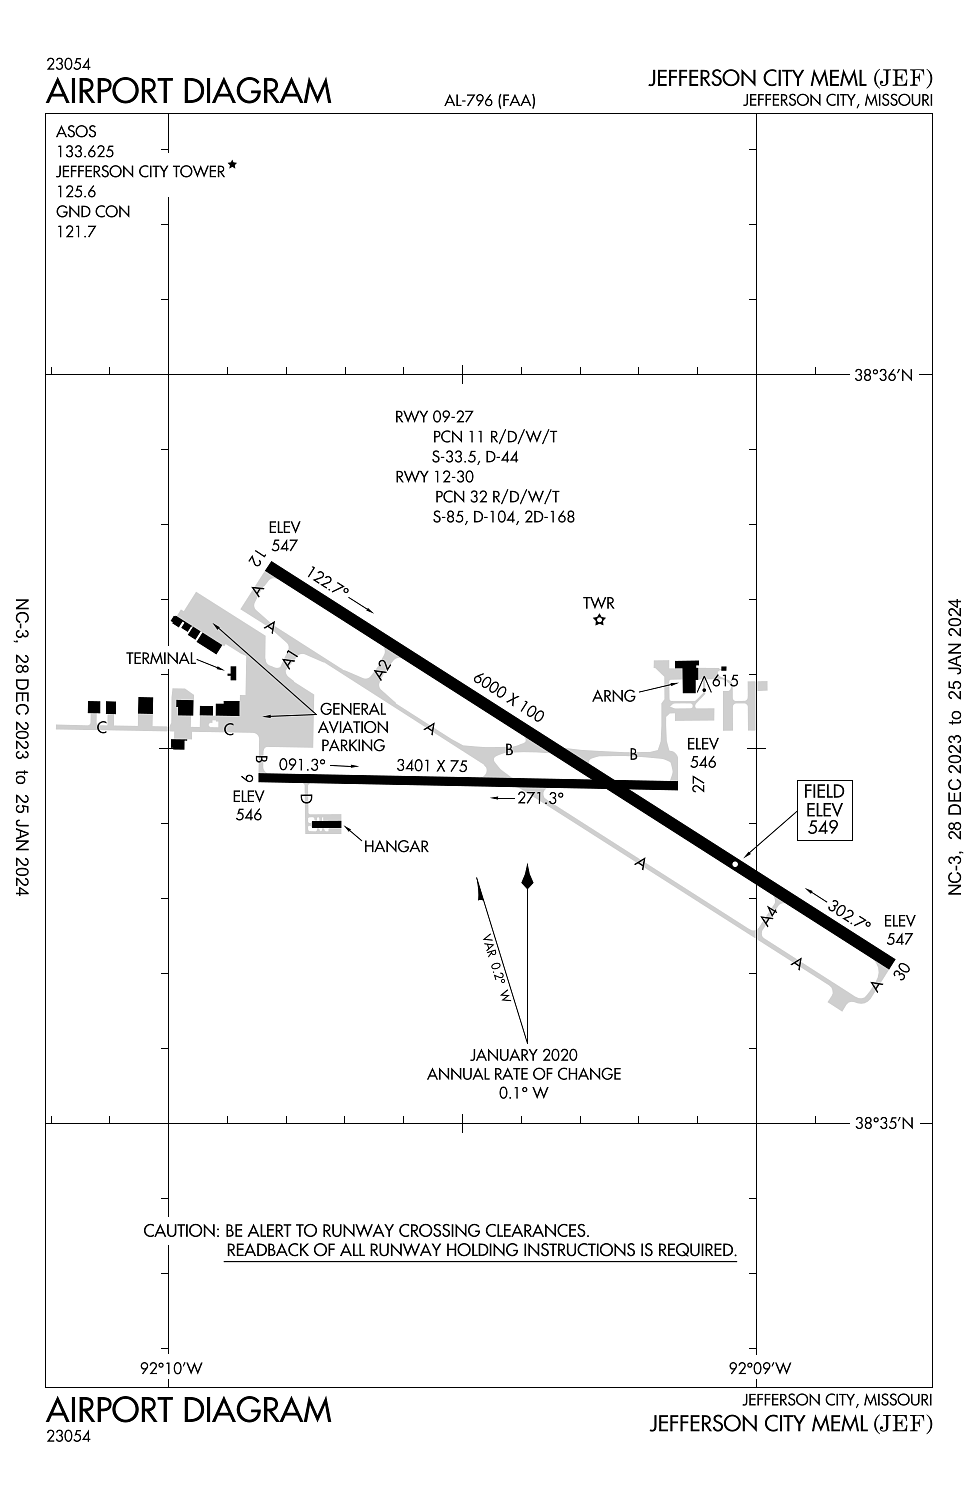 23054
AIRPORT DIAGRAM
AL-796 (FAA)
JEFFERSON CITY MEML (JEF)
JEFFERSON CITY, MISSOURI
ASOS
133.625
JEFFERSON CITY TOWER★
125.6
GND CON
121.7
38°36'N
RWY 09-27
PCN 11 R/D/W/T
S-33.5, D-44
RWY 12-30
PCN 32 R/D/W/T
S-85, D-104, 2D-168
ELEV
547
12
122.7°
A
A
A1
A2
TWR
TERMINAL
6000 X 100
ARNG
615
GENERAL
AVIATION
PARKING
C
C
A
B
B
B
ELEV
546
27
091.3°
3401 X 75
9
ELEV
546
D
271.3°
HANGAR
FIELD
ELEV
549
A
A4
302.7°
ELEV
547
30
A
A
VAR 0.2° W
JANUARY 2020
ANNUAL RATE OF CHANGE
0.1° W
38°35'N
CAUTION: BE ALERT TO RUNWAY CROSSING CLEARANCES.
READBACK OF ALL RUNWAY HOLDING INSTRUCTIONS IS REQUIRED.
92°10'W
92°09'W
NC-3, 28 DEC 2023 to 25 JAN 2024
NC-3, 28 DEC 2023 to 25 JAN 2024
AIRPORT DIAGRAM
23054
JEFFERSON CITY, MISSOURI
JEFFERSON CITY MEML (JEF)